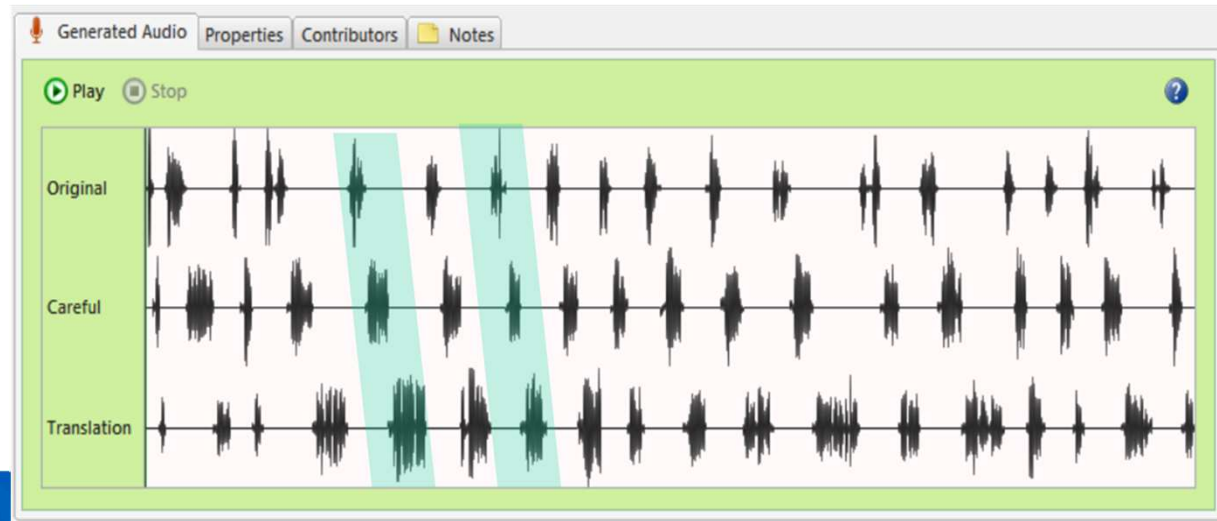 Generated Audio Properties Contributors Notes
Play Stop ?
Original
Careful
Translation